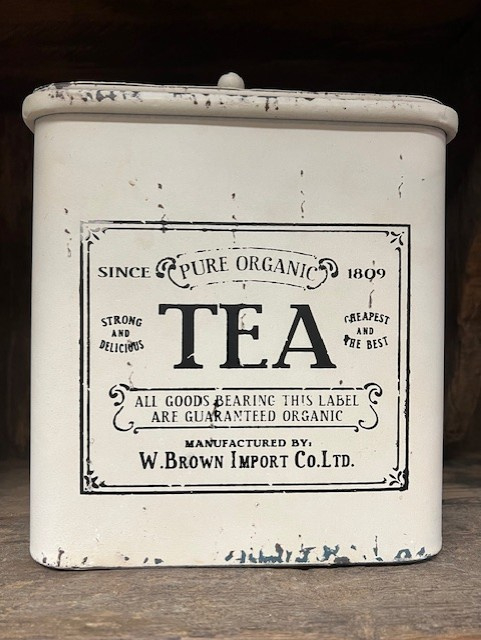 SINCE PURE ORGANIC 1809
STRONG
AND
DELICIOUS
TEA
CHEAPEST
AND
THE BEST
ALL GOODS BEARING THIS LABEL
ARE GUARANTEED ORGANIC
MANUFACTURED BY:
W.BROWN IMPORT CO.LTD.